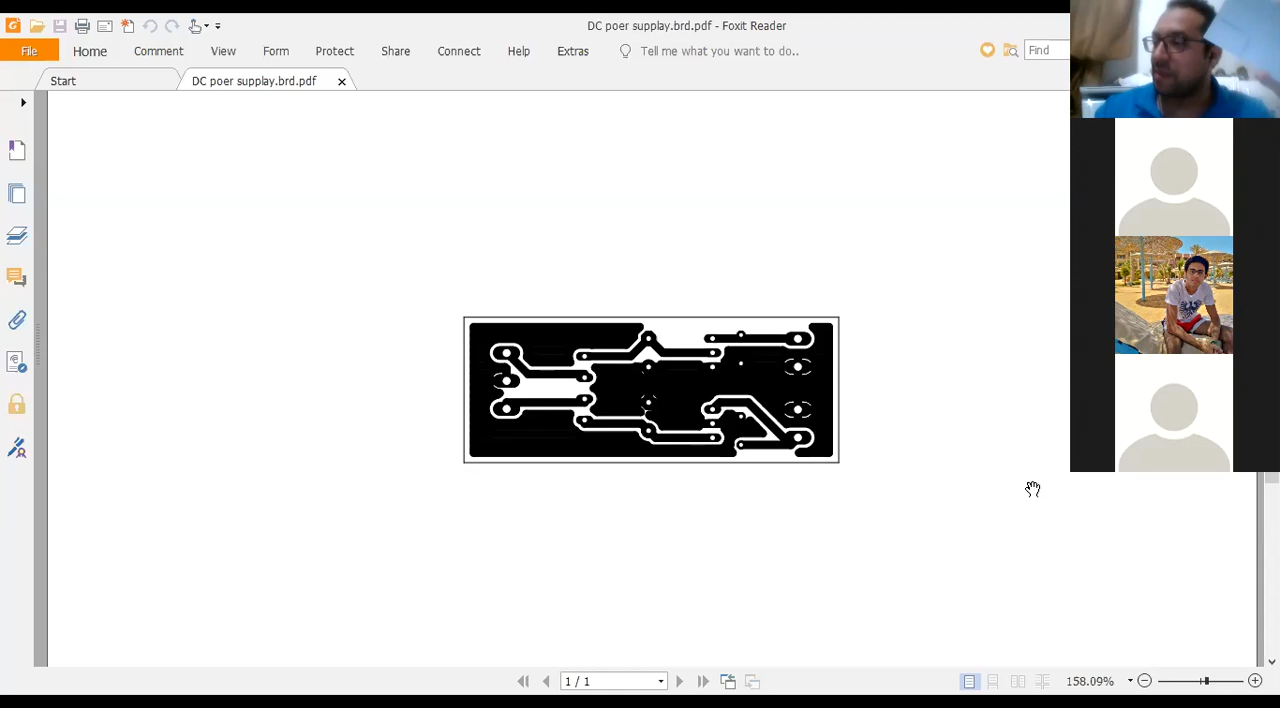 DC poer supplay.brd.pdf - Foxit Reader
File Home Comment View Form Protect Share Connect Help Extras Tell me what you want to do.. Find
Start DC poer supplay.brd.pdf
1 / 1 158.09%